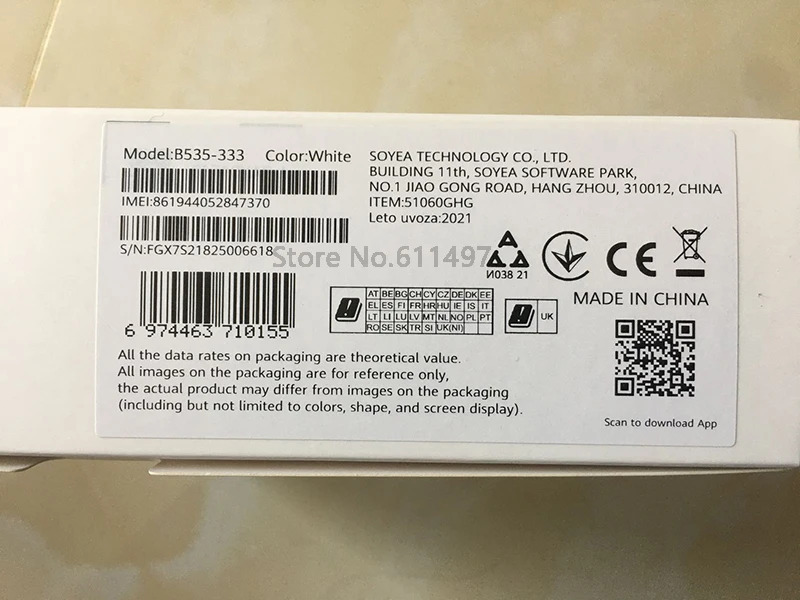 Model:B535-333 Color:White
IMEI:861944052847370
S/N:FGX7S21825006618
SOYEA TECHNOLOGY CO., LTD.
BUILDING 11th, SOYEA SOFTWARE PARK,
NO.1 JIAO GONG ROAD, HANG ZHOU, 310012, CHINA
ITEM:51060GHG
Leto uvoza:2021
Store No.611497
И038 21
CE
6 974463 710155
AT BE BG CH CY CZ DE DK EE
EL ES FI FR HR HU IE IS IT
LT LI LU LV MT NL NO PL PT
RO SE SK TR SI UK(NI)
UK
MADE IN CHINA
All the data rates on packaging are theoretical value.
All images on the packaging are for reference only,
the actual product may differ from images on the packaging
(including but not limited to colors, shape, and screen display).
Scan to download App